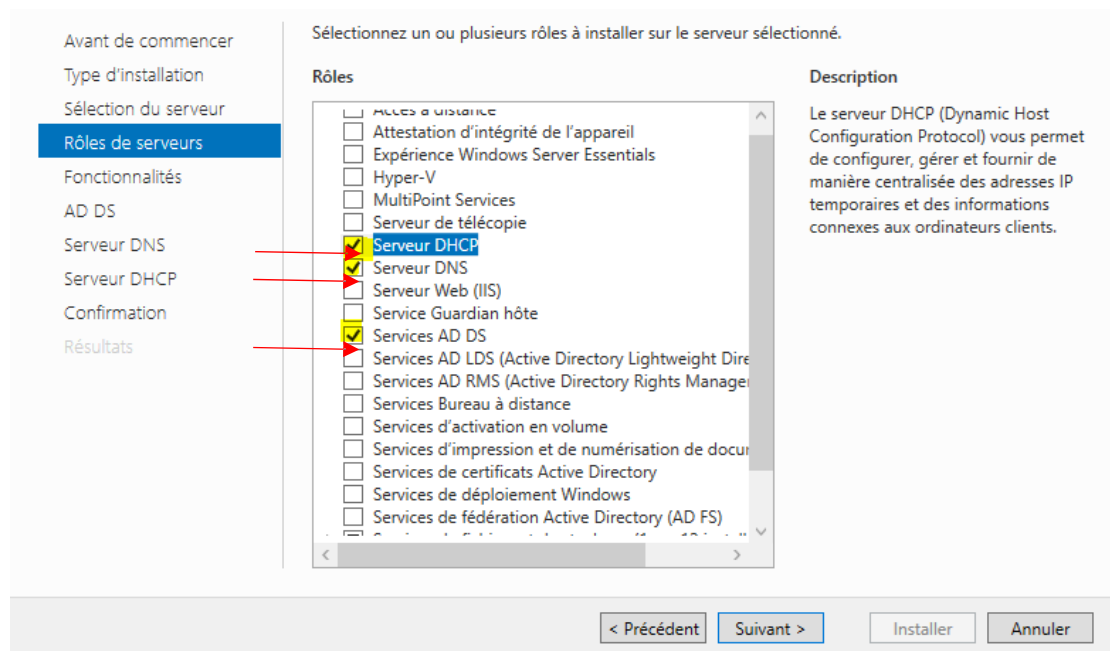 Avant de commencer
Type d'installation
Sélection du serveur
Rôles de serveurs
Fonctionnalités
AD DS
Serveur DNS
Serveur DHCP
Confirmation
Résultats
Sélectionnez un ou plusieurs rôles à installer sur le serveur sélectionné.
Rôles
Accès à distance
Attestation d'intégrité de l'appareil
Expérience Windows Server Essentials
Hyper-V
MultiPoint Services
Serveur de télécopie
Serveur DHCP
Serveur DNS
Serveur Web (IIS)
Service Guardian hôte
Services AD DS
Services AD LDS (Active Directory Lightweight Dire
Services AD RMS (Active Directory Rights Manage
Services Bureau à distance
Services d'activation en volume
Services d'impression et de numérisation de docu
Services de certificats Active Directory
Services de déploiement Windows
Services de fédération Active Directory (AD FS)
Description
Le serveur DHCP (Dynamic Host
Configuration Protocol) vous permet
de configurer, gérer et fournir de
manière centralisée des adresses IP
temporaires et des informations
connexes aux ordinateurs clients.
< Précédent
Suivant >
Installer
Annuler